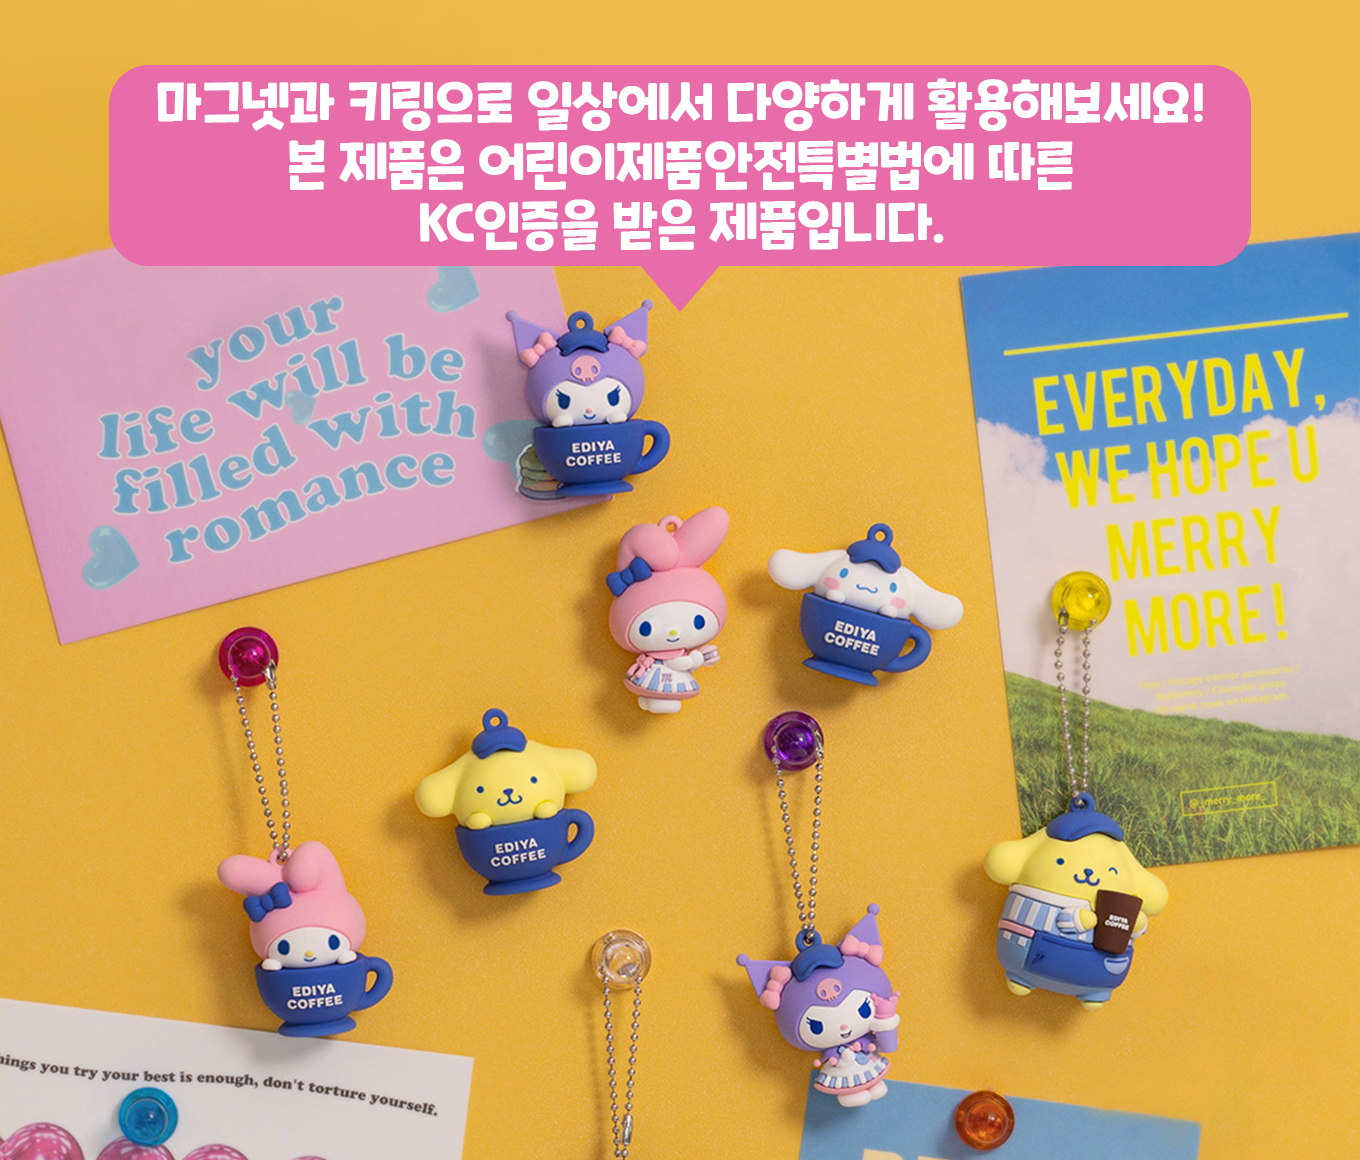 마그넷과 키링으로 일상에서 다양하게 활용해보세요!
본 제품은 어린이제품안전특별법에 따른
KC인증을 받은 제품입니다.
your
life will be
filled with
romance
EVERYDAY,
WE HOPE U
MERRY
MORE!
@_merry_more_
EDIYA
COFFEE
EDIYA
COFFEE
EDIYA
COFFEE
EDIYA
COFFEE
EDIYA
COFFEE
hings you try your best is enough, don't torture yourself.